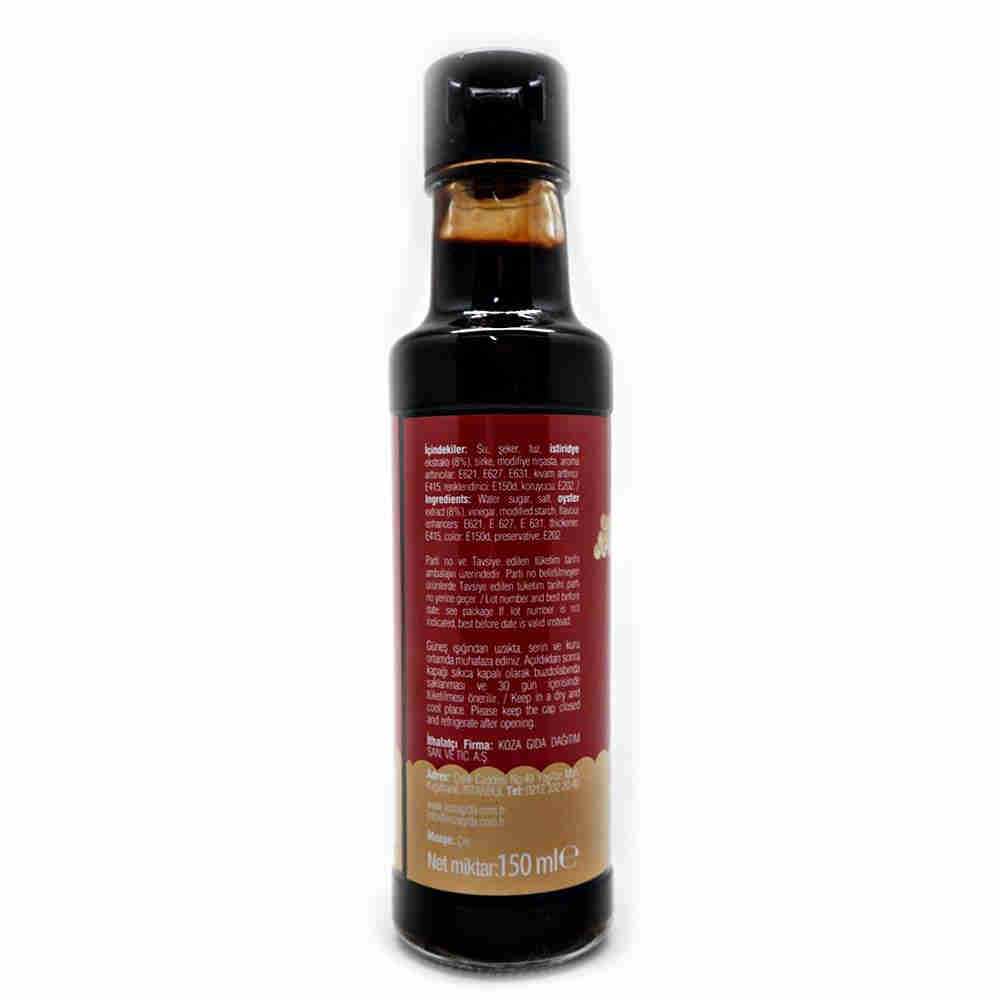 İçindekiler: Su, şeker, tuz, istiridye
ekstraktı (8%), sirke, modifiye nişasta, aroma
arttırıcılar: E621, E627, E631, kıvam arttırıcı:
E415, renklendirici: E150d, koruyucu: E202. /
Ingredients: Water, sugar, salt, oyster
extract (8%), vinegar, modified starch, flavour
enhancers: E621, E 627, E 631, thickener:
E415, color: E150d, preservative: E202.
Parti no ve Tavsiye edilen tüketim tarihi
ambalajın üzerindedir. Parti no belirtilmeyen
ürünlerde Tavsiye edilen tüketim tarihi parti
no yerine geçer. / Lot number and best before
date, see package. If lot number is not
indicated, best before date is valid instead.
Güneş ışığından uzakta, serin ve kuru
ortamda muhafaza ediniz. Açıldıktan sonra
kapağı sıkıca kapalı olarak buzdolabında
saklanması ve 30 gün içerisinde
tüketilmesi önerilir. / Keep in a dry and
cool place. Please keep the cap closed
and refrigerate after opening.
İthalatçı Firma: KOZA GIDA DAĞITIM
SAN. VE TİC. A.Ş.
Adres: No:49
İSTANBUL Tel:
Menşe: Çin
Net miktar:150 ml℮